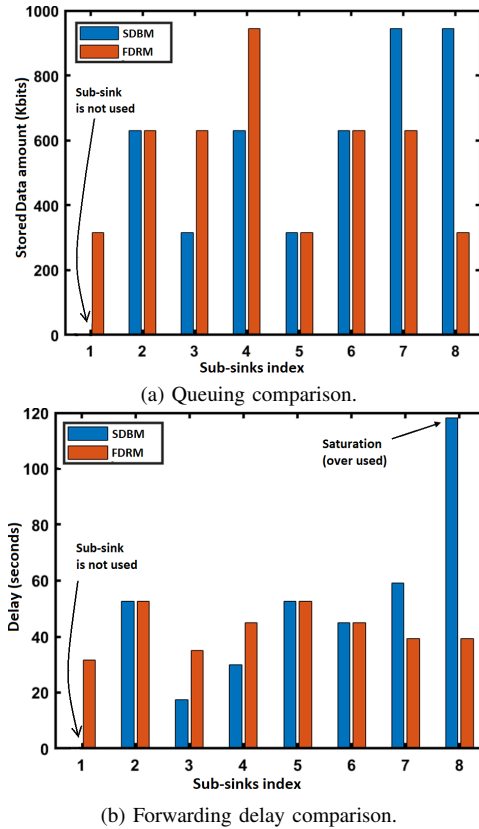 1000
SDBM
FDRM
800
Sub-sink
is not used
600
Stored Data amount (Kbits)
400
200
0
1 2 3 4 5 6 7 8
Sub-sinks index
(a) Queuing comparison.
120
SDBM
FDRM
Saturation
(over used)
100
80
Sub-sink
is not used
60
Delay (seconds)
40
20
0
1 2 3 4 5 6 7 8
Sub-sinks index
(b) Forwarding delay comparison.